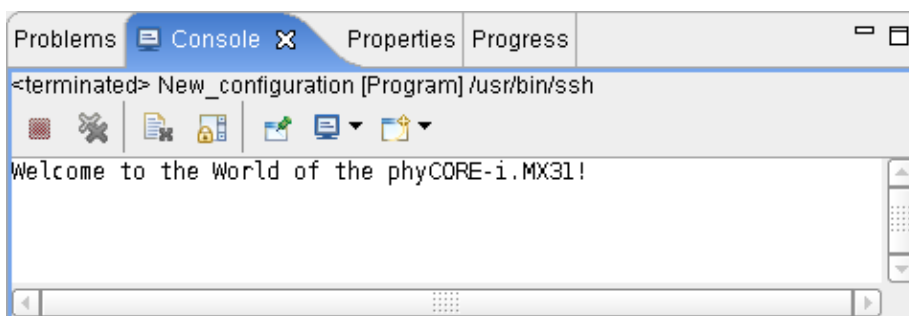 Problems Console Properties Progress
<terminated> New_configuration [Program] /usr/bin/ssh
Welcome to the World of the phyCORE-i.MX31!